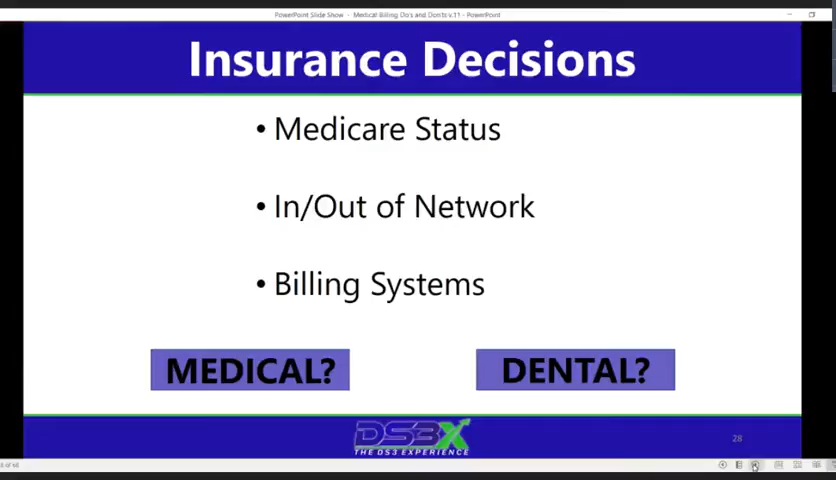 PowerPoint Slide Show - Medical Billing Do's and Don'ts v.11 - PowerPoint
Insurance Decisions
• Medicare Status
• In/Out of Network
• Billing Systems
MEDICAL?
DENTAL?
DS3X
THE DS3 EXPERIENCE
28